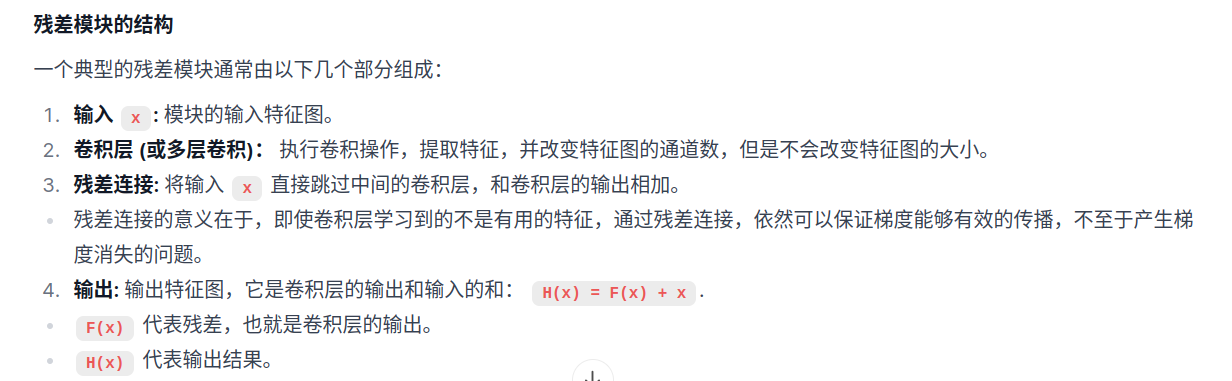 残差模块的结构
一个典型的残差模块通常由以下几个部分组成：
1. 输入 x : 模块的输入特征图。
2. 卷积层 (或多层卷积)： 执行卷积操作，提取特征，并改变特征图的通道数，但是不会改变特征图的大小。
3. 残差连接: 将输入 x 直接跳过中间的卷积层，和卷积层的输出相加。
• 残差连接的意义在于，即使卷积层学习到的不是有用的特征，通过残差连接，依然可以保证梯度能够有效的传播，不至于产生梯
度消失的问题。
4. 输出: 输出特征图，它是卷积层的输出和输入的和： H(x) = F(x) + x .
• F(x) 代表残差，也就是卷积层的输出。
• H(x) 代表输出结果。